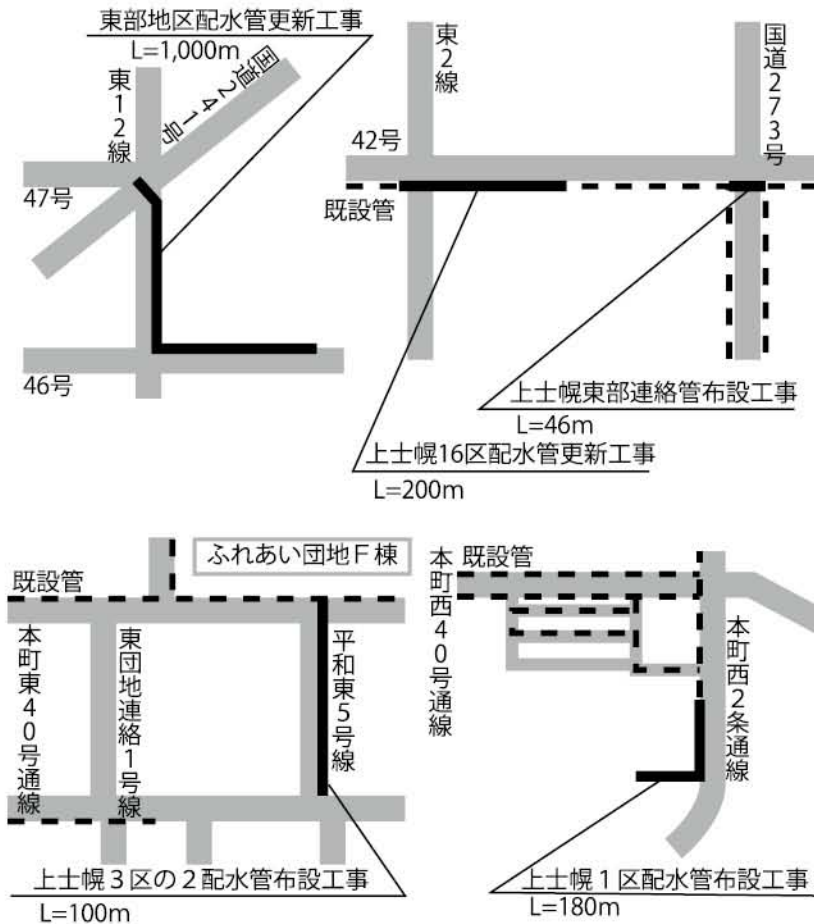 東部地区配水管更新工事
L=1,000m
東12線
国道241号
47号
46号
東2線
国道273号
42号
既設管
上士幌東部連絡管布設工事
L=46m
上士幌16区配水管更新工事
L=200m
ふれあい団地F棟
既設管
本町東40号通線
東団地連絡1号線
平和東5号線
上士幌3区の2配水管布設工事
L=100m
本町西40号通線
既設管
本町西2条通線
上士幌1区配水管布設工事
L=180m